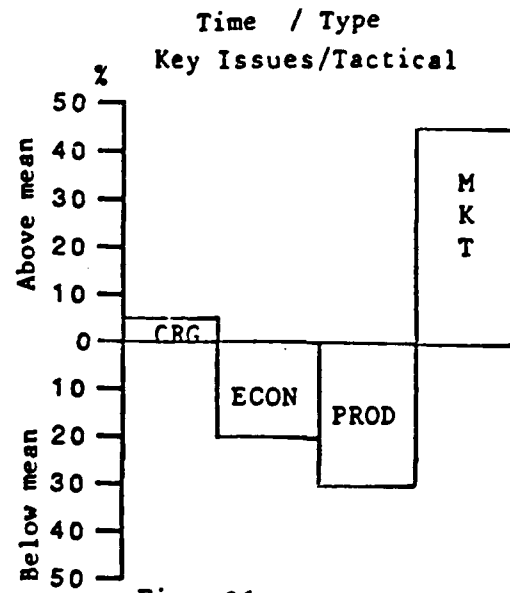 Time / Type
Key Issues/Tactical
%
50
40
30
20
10
0
10
20
30
40
50
Above mean
Below mean
CRG
ECON
PROD
M
K
T